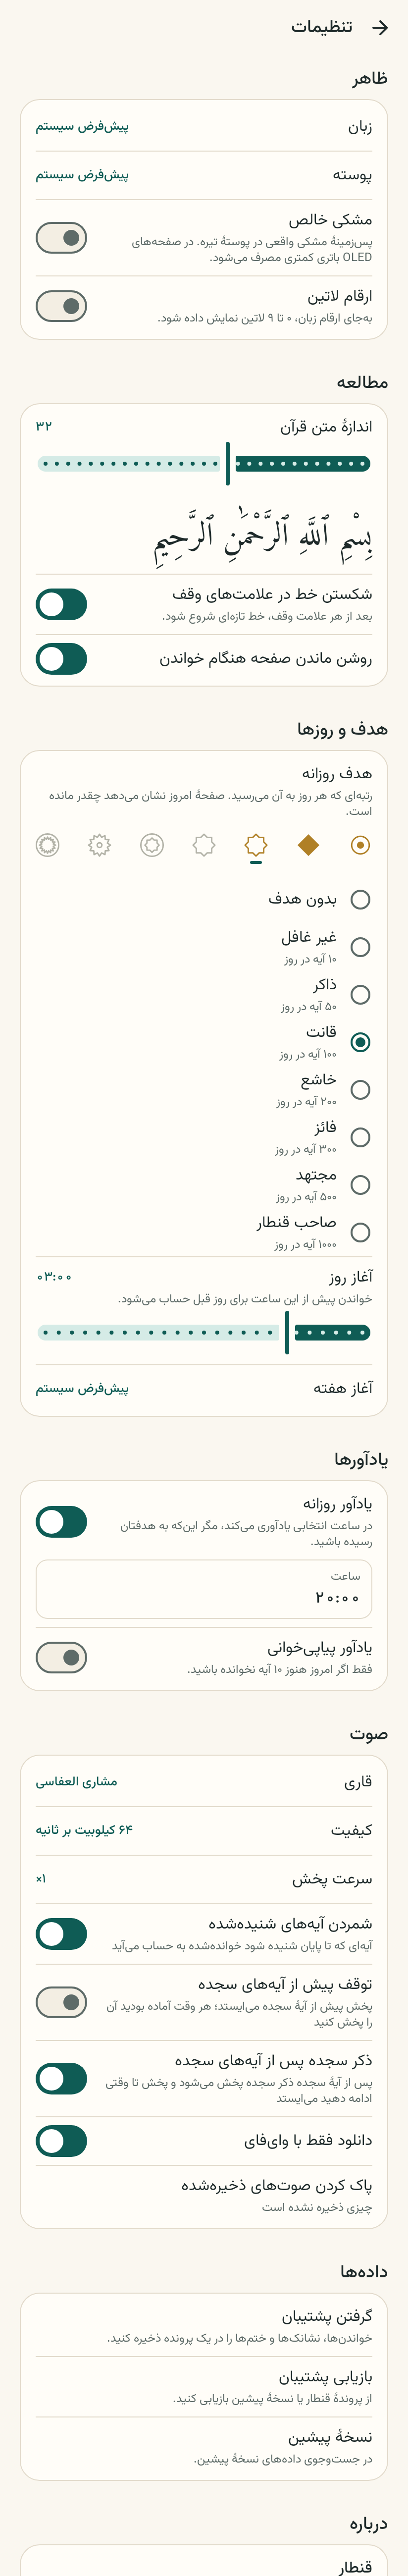 تنظیمات
ظاهر
زبان
پیش‌فرض سیستم
پوسته
پیش‌فرض سیستم
مشکی خالص
پس‌زمینهٔ مشکی واقعی در پوستهٔ تیره. در صفحه‌های
OLED باتری کمتری مصرف می‌شود.
ارقام لاتین
به‌جای ارقام زبان، ۰ تا ۹ لاتین نمایش داده شود.
مطالعه
اندازهٔ متن قرآن
۳۲
بِسْمِ ٱللَّهِ ٱلرَّحْمَٰنِ ٱلرَّحِيمِ
شکستن خط در علامت‌های وقف
بعد از هر علامت وقف، خط تازه‌ای شروع شود.
روشن ماندن صفحه هنگام خواندن
هدف و روزها
هدف روزانه
رتبه‌ای که هر روز به آن می‌رسید. صفحهٔ امروز نشان می‌دهد چقدر مانده
است.
بدون هدف
غیر غافل
۱۰ آیه در روز
ذاکر
۵۰ آیه در روز
قانت
۱۰۰ آیه در روز
خاشع
۲۰۰ آیه در روز
فائز
۳۰۰ آیه در روز
مجتهد
۵۰۰ آیه در روز
صاحب قنطار
۱۰۰۰ آیه در روز
آغاز روز
۰۳:۰۰
خواندن پیش از این ساعت برای روز قبل حساب می‌شود.
آغاز هفته
پیش‌فرض سیستم
یادآورها
یادآور روزانه
در ساعت انتخابی یادآوری می‌کند، مگر این‌که به هدفتان
رسیده باشید.
ساعت
۲۰:۰۰
یادآور پیاپی‌خوانی
فقط اگر امروز هنوز ۱۰ آیه نخوانده باشید.
صوت
قاری
مشاری العفاسی
کیفیت
۶۴ کیلوبیت بر ثانیه
سرعت پخش
۱×
شمردن آیه‌های شنیده‌شده
آیه‌ای که تا پایان شنیده شود خوانده‌شده به حساب می‌آید
توقف پیش از آیه‌های سجده
پخش پیش از آیهٔ سجده می‌ایستد؛ هر وقت آماده بودید آن
را پخش کنید
ذکر سجده پس از آیه‌های سجده
پس از آیهٔ سجده ذکر سجده پخش می‌شود و پخش تا وقتی
ادامه دهید می‌ایستد
دانلود فقط با وای‌فای
پاک کردن صوت‌های ذخیره‌شده
چیزی ذخیره نشده است
داده‌ها
گرفتن پشتیبان
خواندن‌ها، نشانک‌ها و ختم‌ها را در یک پرونده ذخیره کنید.
بازیابی پشتیبان
از پروندهٔ قنطار یا نسخهٔ پیشین بازیابی کنید.
نسخهٔ پیشین
در جست‌وجوی داده‌های نسخهٔ پیشین.
درباره
قنطار